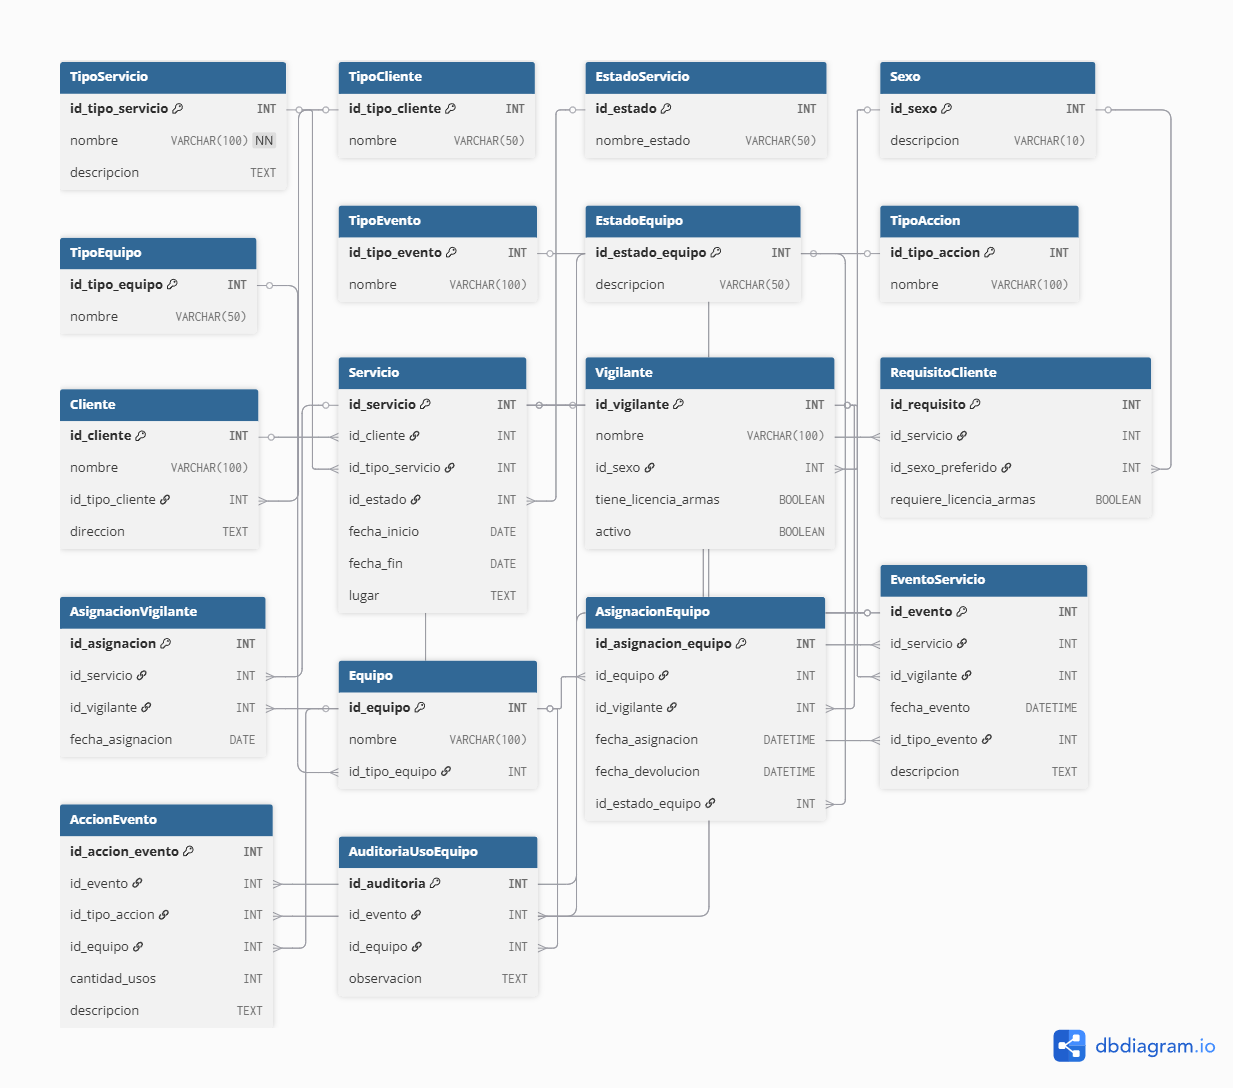 TipoServicio
id_tipo_servicio INT
nombre VARCHAR(100) NN
descripcion TEXT
TipoCliente
id_tipo_cliente INT
nombre VARCHAR(50)
EstadoServicio
id_estado INT
nombre_estado VARCHAR(50)
Sexo
id_sexo INT
descripcion VARCHAR(10)
TipoEquipo
id_tipo_equipo INT
nombre VARCHAR(50)
TipoEvento
id_tipo_evento INT
nombre VARCHAR(100)
EstadoEquipo
id_estado_equipo INT
descripcion VARCHAR(50)
TipoAccion
id_tipo_accion INT
nombre VARCHAR(100)
Cliente
id_cliente INT
nombre VARCHAR(100)
id_tipo_cliente INT
direccion TEXT
Servicio
id_servicio INT
id_cliente INT
id_tipo_servicio INT
id_estado INT
fecha_inicio DATE
fecha_fin DATE
lugar TEXT
Vigilante
id_vigilante INT
nombre VARCHAR(100)
id_sexo INT
tiene_licencia_armas BOOLEAN
activo BOOLEAN
RequisitoCliente
id_requisito INT
id_servicio INT
id_sexo_preferido INT
requiere_licencia_armas BOOLEAN
AsignacionVigilante
id_asignacion INT
id_servicio INT
id_vigilante INT
fecha_asignacion DATE
Equipo
id_equipo INT
nombre VARCHAR(100)
id_tipo_equipo INT
AsignacionEquipo
id_asignacion_equipo INT
id_equipo INT
id_vigilante INT
fecha_asignacion DATETIME
fecha_devolucion DATETIME
id_estado_equipo INT
EventoServicio
id_evento INT
id_servicio INT
id_vigilante INT
fecha_evento DATETIME
id_tipo_evento INT
descripcion TEXT
AccionEvento
id_accion_evento INT
id_evento INT
id_tipo_accion INT
id_equipo INT
cantidad_usos INT
descripcion TEXT
AuditoriaUsoEquipo
id_auditoria INT
id_evento INT
id_equipo INT
observacion TEXT
dbdiagram.io